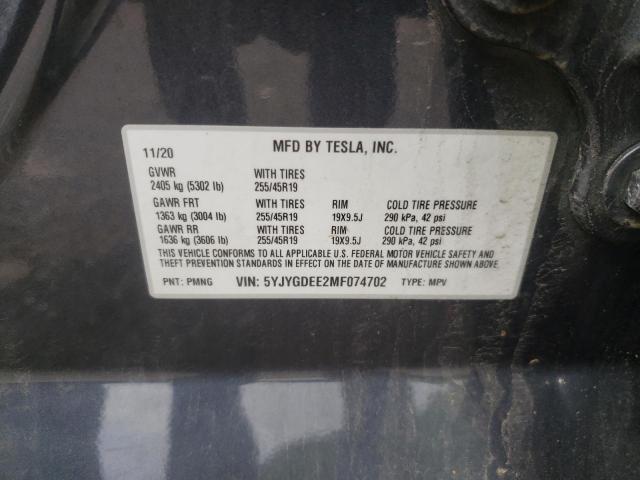 MFD BY TESLA, INC.
11/20
GVWR WITH TIRES
2405 kg (5302 lb) 255/45R19
GAWR FRT WITH TIRES RIM COLD TIRE PRESSURE
1363 kg (3004 lb) 255/45R19 19X9.5J 290 kPa, 42 psi
GAWR RR WITH TIRES RIM COLD TIRE PRESSURE
1636 kg (3606 lb) 255/45R19 19X9.5J 290 kPa, 42 psi
THIS VEHICLE CONFORMS TO ALL APPLICABLE U.S. FEDERAL MOTOR VEHICLE SAFETY AND
THEFT PREVENTION STANDARDS IN EFFECT ON THE DATE OF MANUFACTURE SHOWN ABOVE.
PNT: PMNG VIN: 5YJYGDEE2MF074702 TYPE: MPV